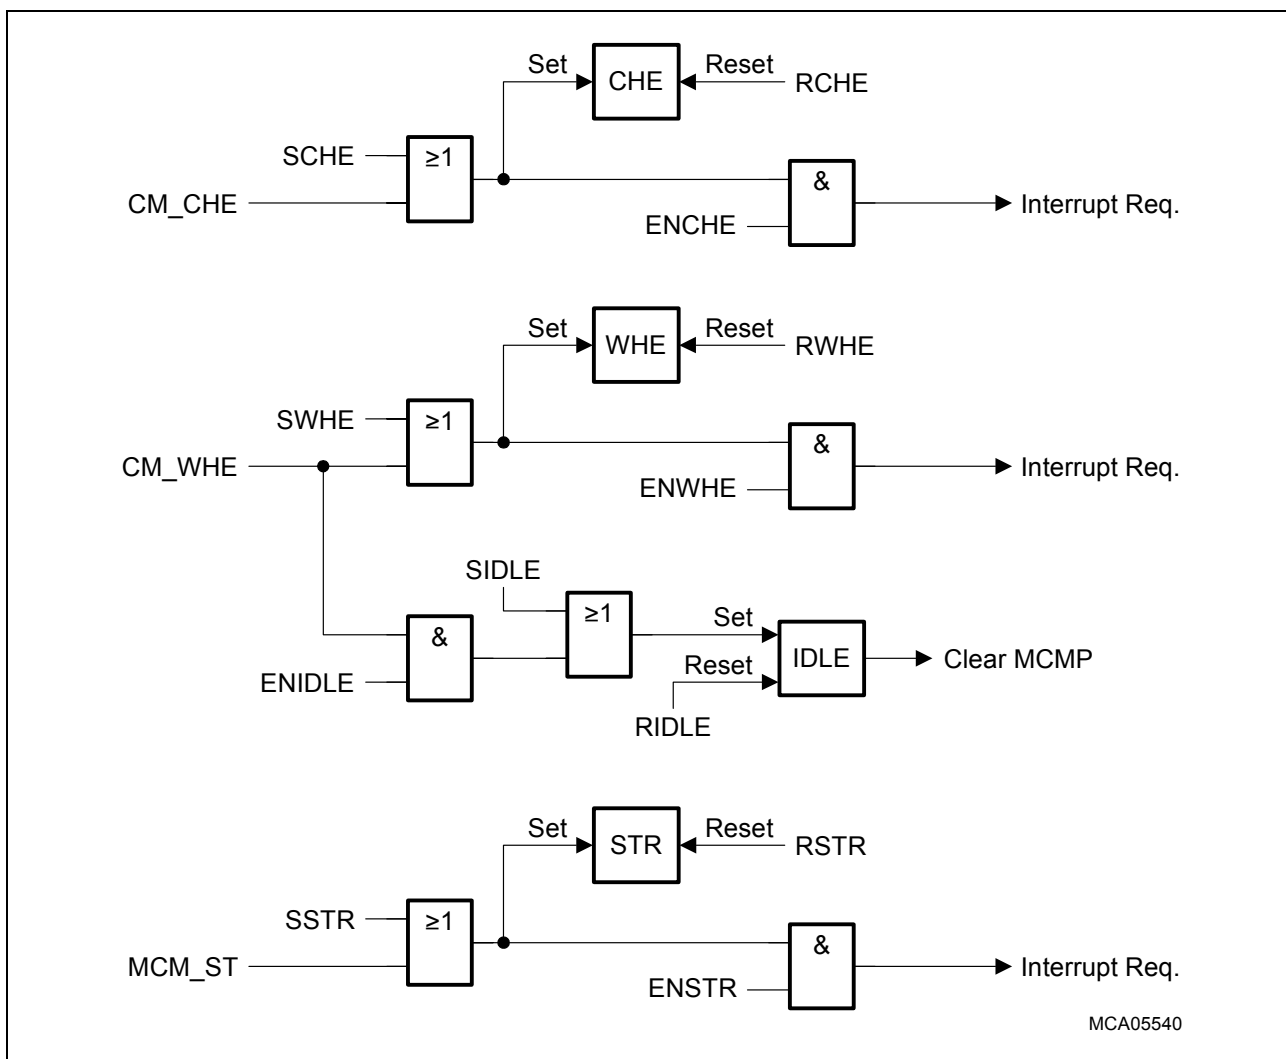 Set
CHE
Reset
RCHE
SCHE
≥1
CM_CHE
&
ENCHE
Interrupt Req.
Set
WHE
Reset
RWHE
SWHE
≥1
CM_WHE
&
ENWHE
Interrupt Req.
SIDLE
≥1
&
ENIDLE
Set
Reset
IDLE
Clear MCMP
RIDLE
Set
STR
Reset
RSTR
SSTR
≥1
MCM_ST
&
ENSTR
Interrupt Req.
MCA05540